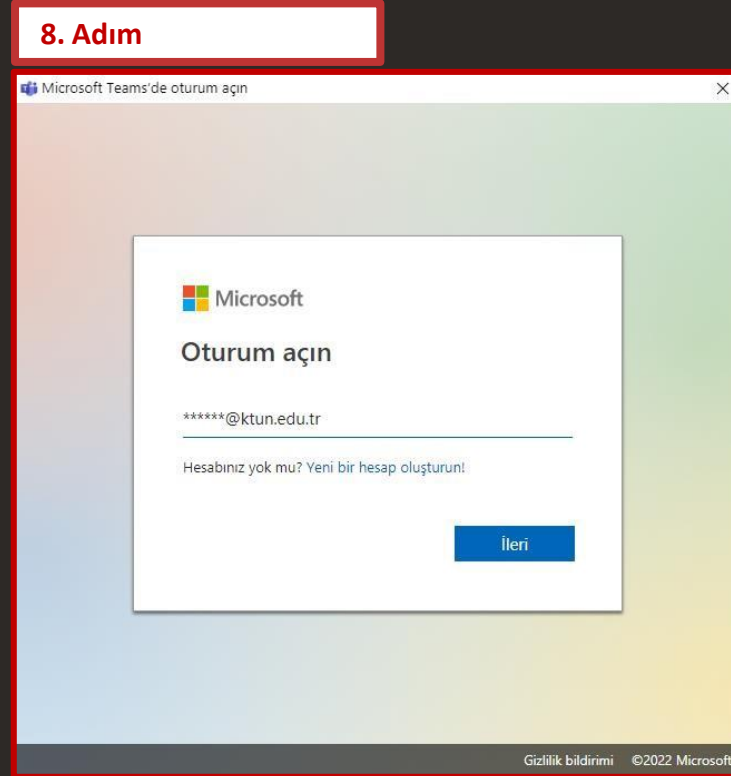 8. Adım
Microsoft Teams'de oturum açın
Microsoft
Oturum açın
******@ktun.edu.tr
Hesabınız yok mu? Yeni bir hesap oluşturun!
İleri
Gizlilik bildirimi ©2022 Microsoft